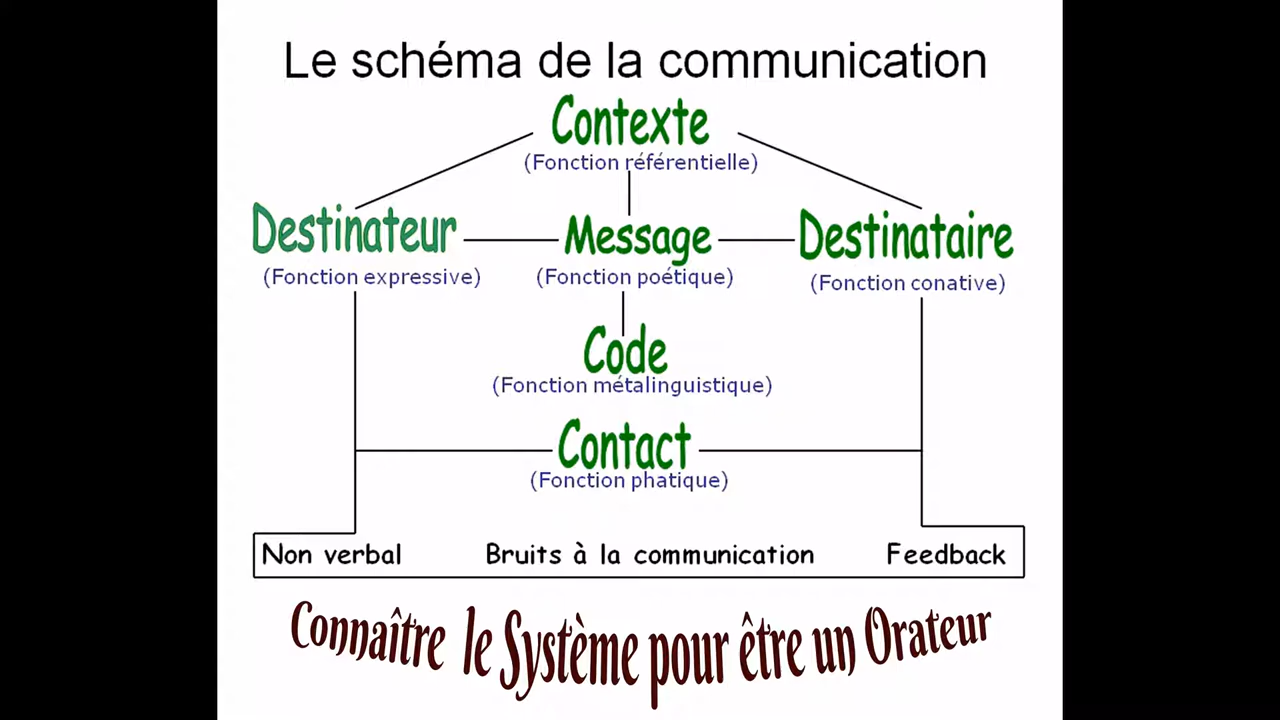 Le schéma de la communication
Contexte
(Fonction référentielle)
Destinateur Message Destinataire
(Fonction expressive) (Fonction poétique) (Fonction conative)
Code
(Fonction métalinguistique)
Contact
(Fonction phatique)
Non verbal Bruits à la communication Feedback
Connaître le Système pour être un Orateur